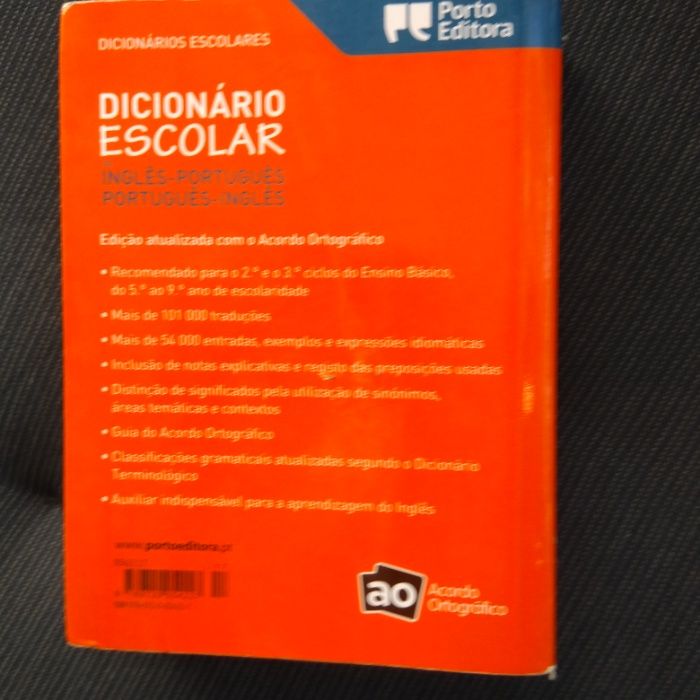 Porto
Editora
DICIONÁRIOS ESCOLARES
DICIONÁRIO
ESCOLAR
INGLÊS-PORTUGUÊS
PORTUGUÊS-INGLÊS
Edição atualizada com o Acordo Ortográfico
• Recomendado para o 2.º e o 3.º ciclos do Ensino Básico,
do 5.º ao 9.º ano de escolaridade
• Mais de 101 000 traduções
• Mais de 54 000 entradas, exemplos e expressões idiomáticas
• Inclusão de notas explicativas e registo das preposições usadas
• Distinção de significados pela utilização de sinónimos,
áreas temáticas e contextos
• Guia do Acordo Ortográfico
• Classificações gramaticais atualizadas segundo o Dicionário
Terminológico
• Auxiliar indispensável para a aprendizagem do Inglês
www.portoeditora.pt
ao
Acordo
Ortográfico